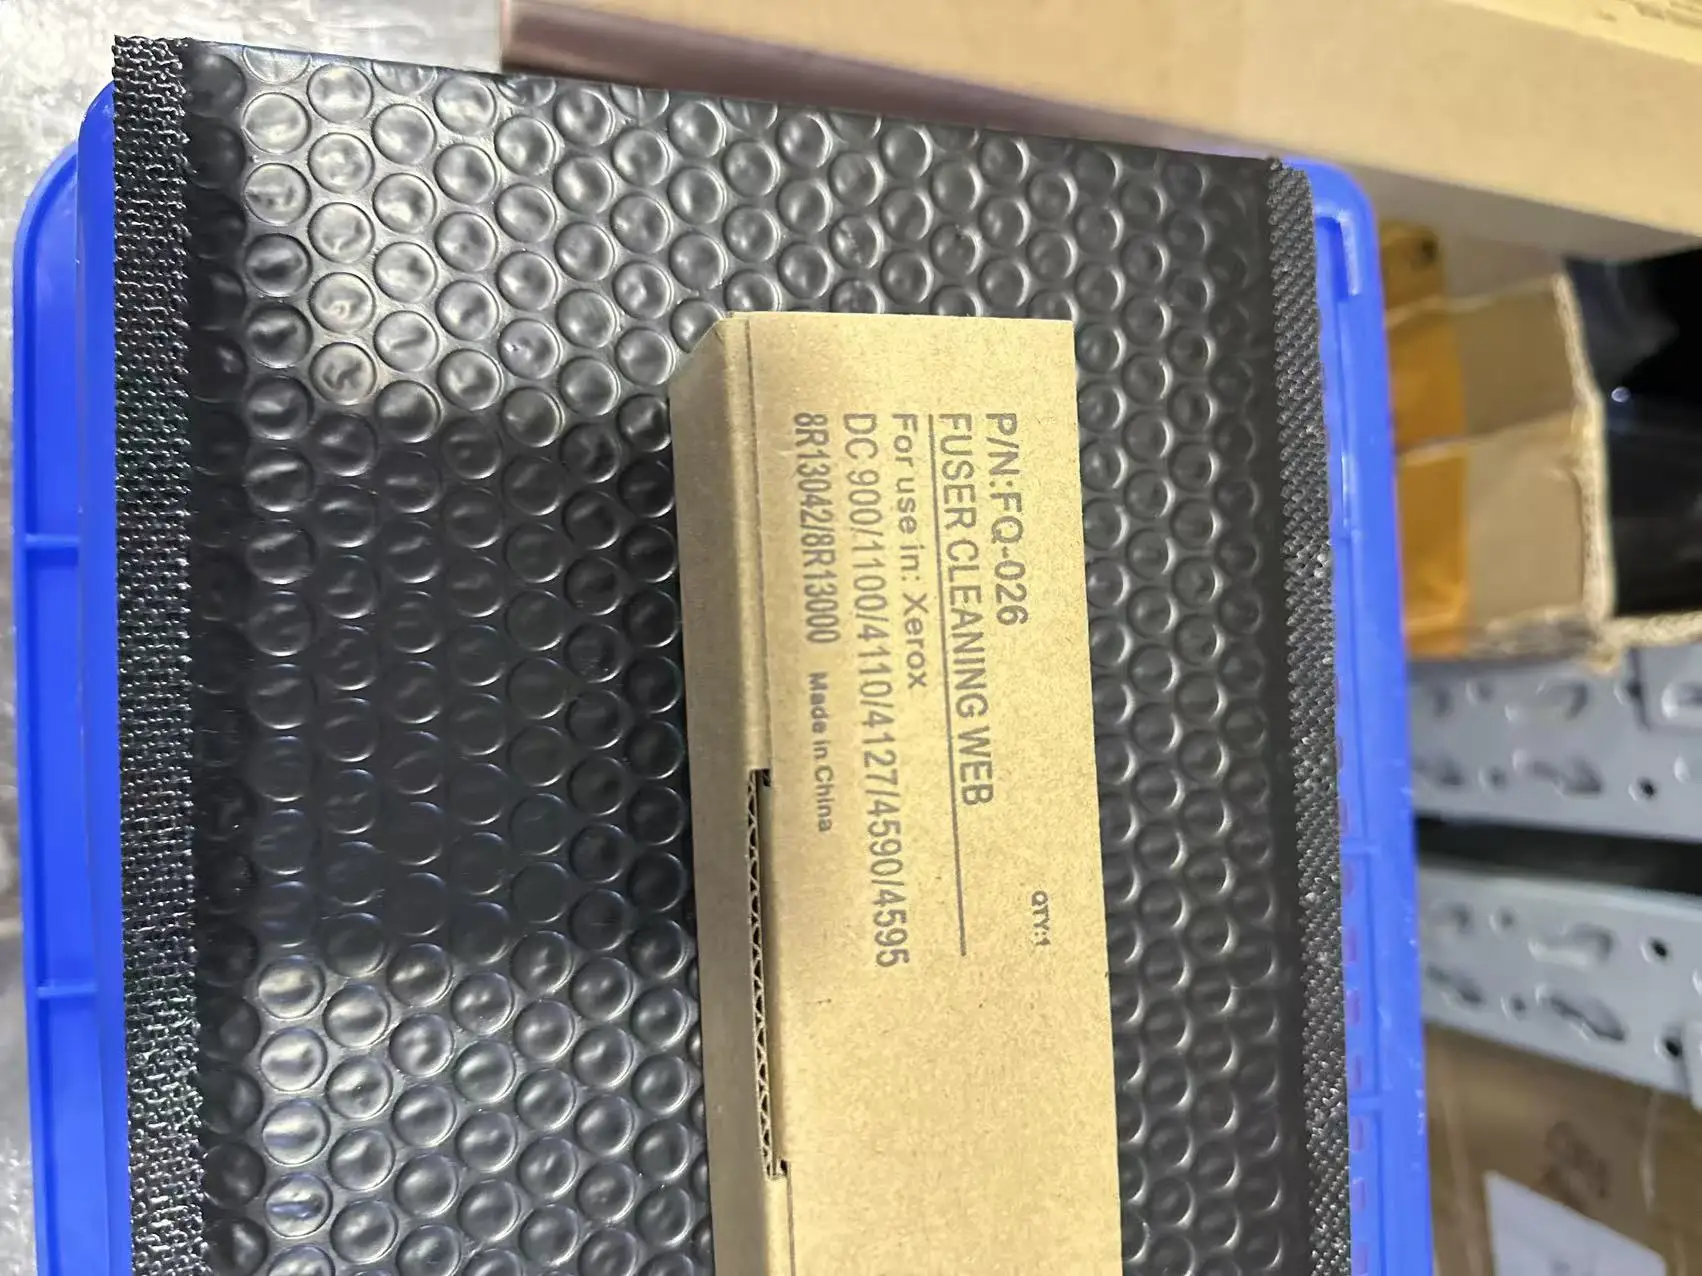 P/N:FQ-026
QTY:1
FUSER CLEANING WEB
For use in: Xerox
DC 900/1100/4110/4127/4590/4595
8R13042/8R13000 Made in China